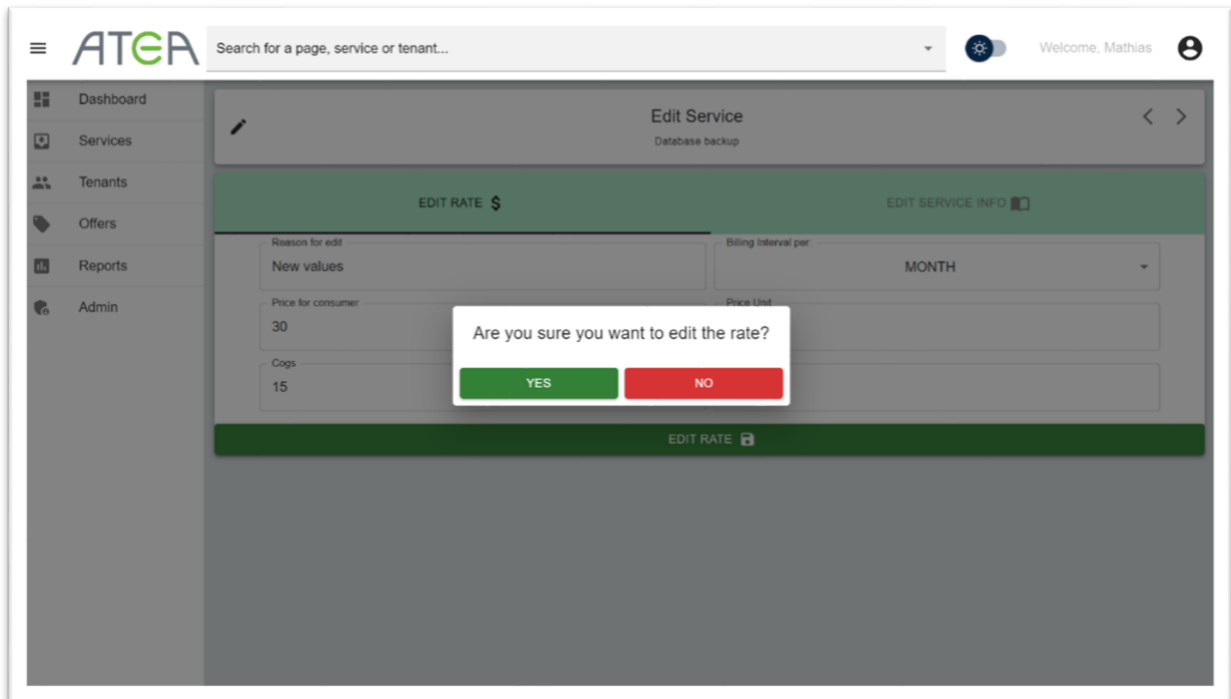 ATEA
Search for a page, service or tenant...
Welcome, Mathias
Dashboard
Services
Tenants
Offers
Reports
Admin
Edit Service
Database backup
EDIT RATE $
EDIT SERVICE INFO
Reason for edit
New values
Billing Interval per
MONTH
Price for consumer
30
Price Unit
Cogs
15
Are you sure you want to edit the rate?
YES
NO
EDIT RATE